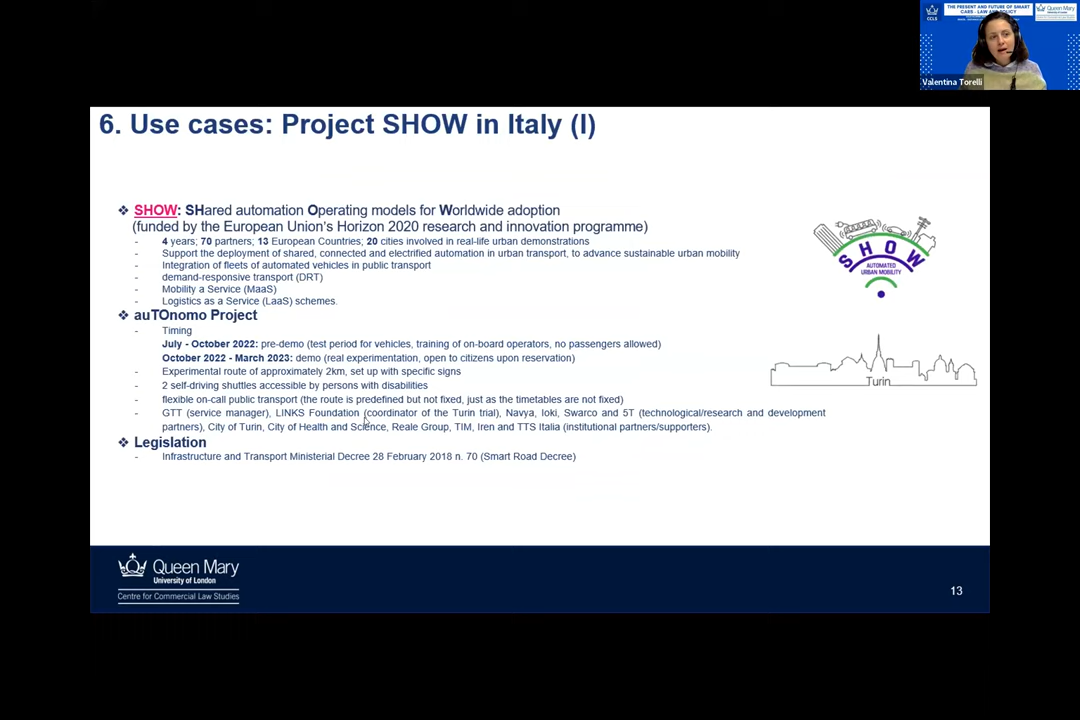 THE PRESENT AND FUTURE OF SMART
CARS - LAW AND POLICY
CCLS
Queen Mary
Valentina Torelli
6. Use cases: Project SHOW in Italy (I)
❖ SHOW: SHared automation Operating models for Worldwide adoption
(funded by the European Union's Horizon 2020 research and innovation programme)
- 4 years; 70 partners; 13 European Countries; 20 cities involved in real-life urban demonstrations
- Support the deployment of shared, connected and electrified automation in urban transport, to advance sustainable urban mobility
- Integration of fleets of automated vehicles in public transport
- demand-responsive transport (DRT)
- Mobility a Service (MaaS)
- Logistics as a Service (LaaS) schemes.
SHOW
AUTOMATED
URBAN MOBILITY
❖ auTOnomo Project
- Timing
July - October 2022: pre-demo (test period for vehicles, training of on-board operators, no passengers allowed)
October 2022 - March 2023: demo (real experimentation, open to citizens upon reservation)
- Experimental route of approximately 2km, set up with specific signs
- 2 self-driving shuttles accessible by persons with disabilities
- flexible on-call public transport (the route is predefined but not fixed, just as the timetables are not fixed)
- GTT (service manager), LINKS Foundation (coordinator of the Turin trial), Navya, Ioki, Swarco and 5T (technological/research and development
partners), City of Turin, City of Health and Science, Reale Group, TIM, Iren and TTS Italia (institutional partners/supporters).
Turin
❖ Legislation
- Infrastructure and Transport Ministerial Decree 28 February 2018 n. 70 (Smart Road Decree)
Queen Mary
University of London
Centre for Commercial Law Studies
13